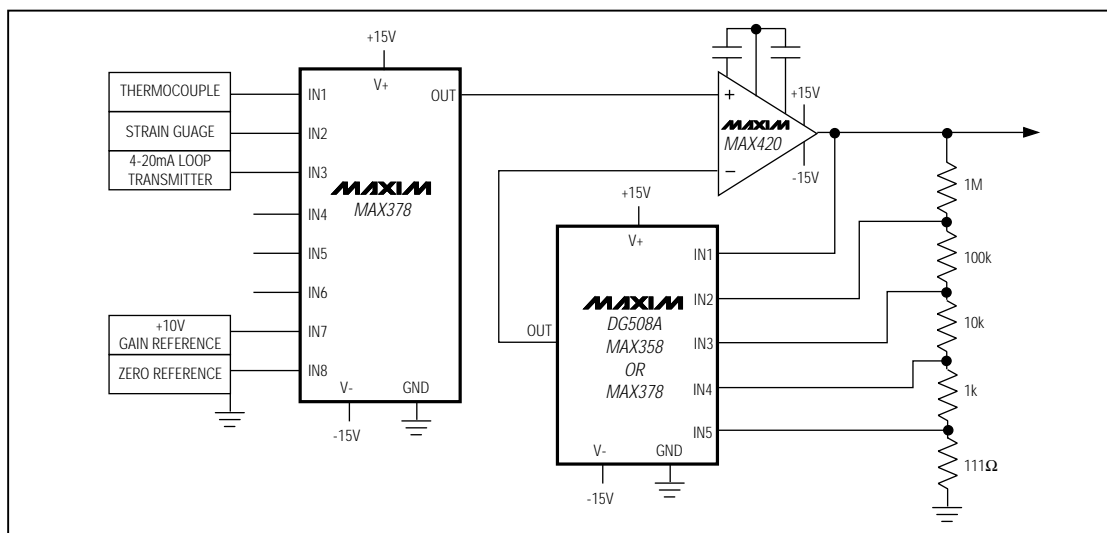 +15V
V+
THERMOCOUPLE
IN1
OUT
STRAIN GUAGE
IN2
4-20mA LOOP
TRANSMITTER
IN3
MAXIM
MAX378
IN4
IN5
IN6
+10V
GAIN REFERENCE
IN7
ZERO REFERENCE
IN8
V-
GND
-15V
+
+15V
MAXIM
MAX420
−
-15V
+15V
V+
IN1
MAXIM
IN2
OUT
DG508A
MAX358
OR
MAX378
IN3
IN4
IN5
V-
GND
-15V
1M
100k
10k
1k
111Ω